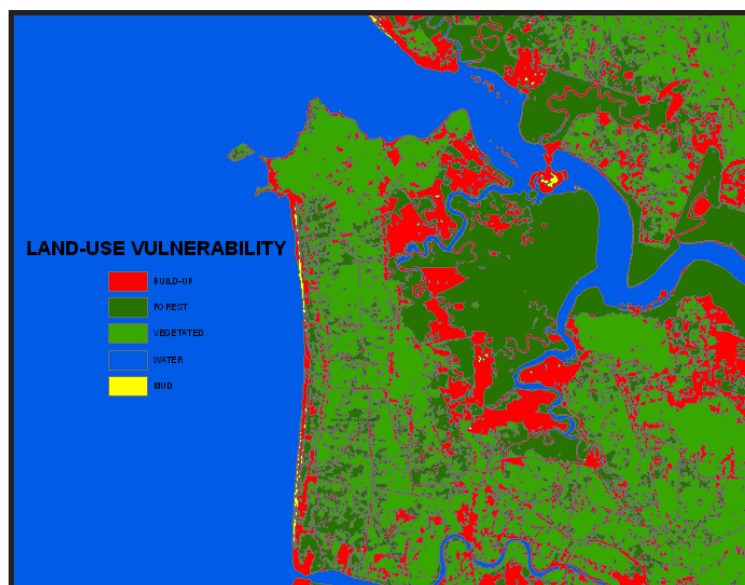 LAND-USE VULNERABILITY
BUILD-UP
FOREST
VEGETATED
WATER
MUD